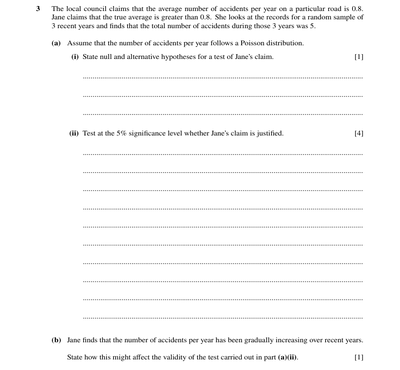 3 The local council claims that the average number of accidents per year on a particular road is 0.8.
Jane claims that the true average is greater than 0.8. She looks at the records for a random sample of
3 recent years and finds that the total number of accidents during those 3 years was 5.
(a) Assume that the number of accidents per year follows a Poisson distribution.
(i) State null and alternative hypotheses for a test of Jane's claim. [1]
(ii) Test at the 5% significance level whether Jane's claim is justified. [4]
(b) Jane finds that the number of accidents per year has been gradually increasing over recent years.
State how this might affect the validity of the test carried out in part (a)(ii). [1]